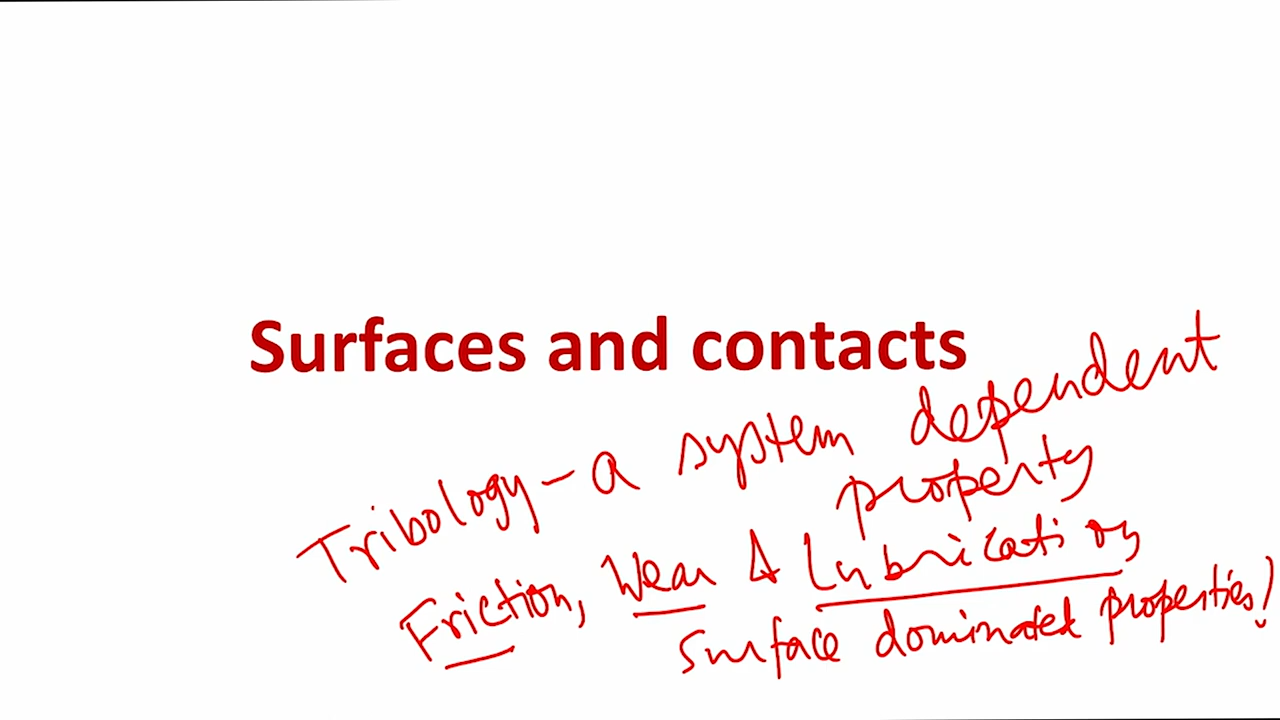 Surfaces and contacts
Tribology - a system dependent
property
Friction, Wear & Lubrication
Surface dominated properties!